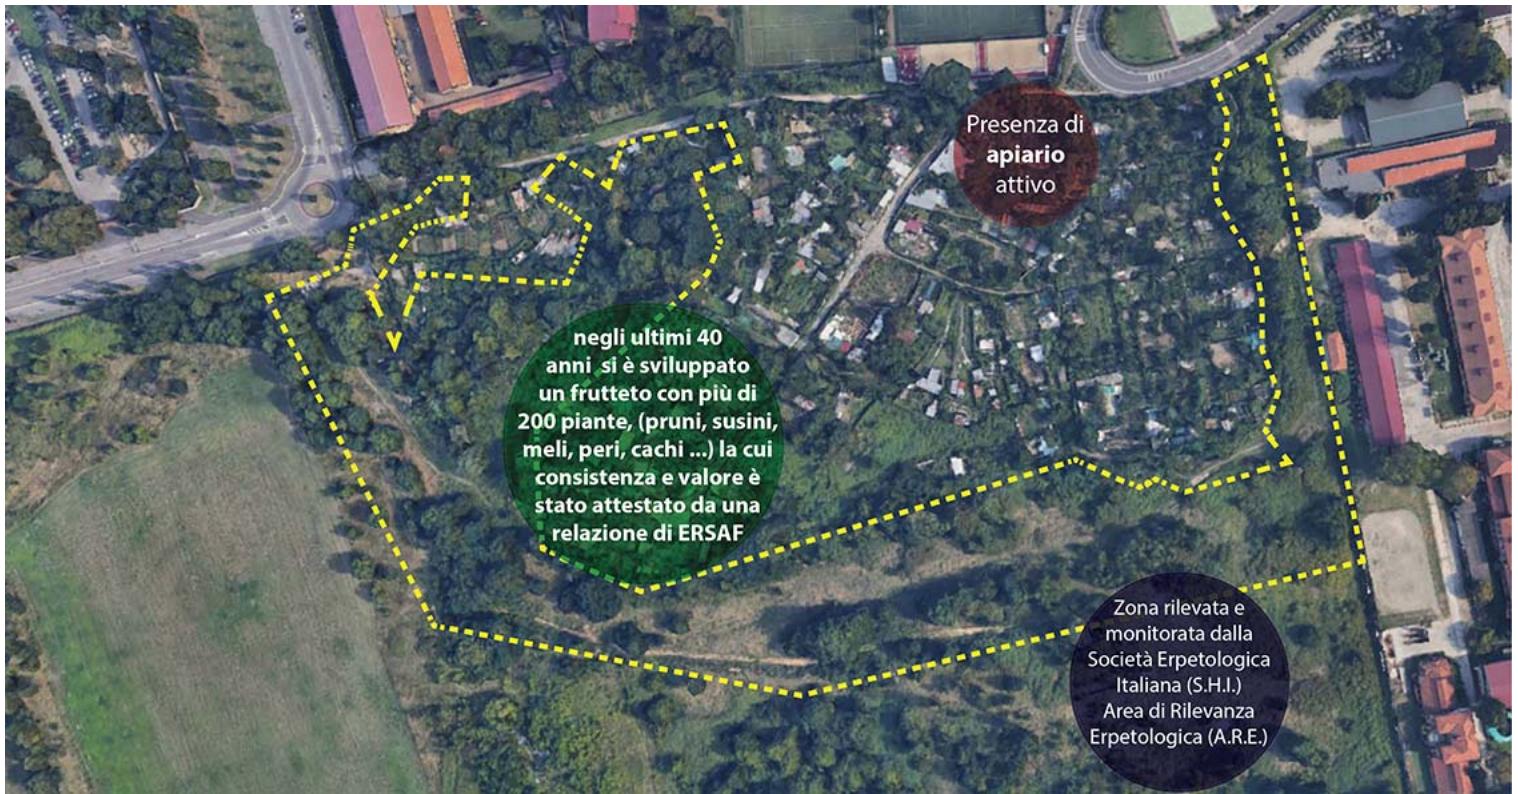 Presenza di
apiario
attivo
negli ultimi 40
anni si è sviluppato
un frutteto con più di
200 piante, (pruni, susini,
meli, peri, cachi ...) la cui
consistenza e valore è
stato attestato da una
relazione di ERSAF
Zona rilevata e
monitorata dalla
Società Erpetologica
Italiana (S.H.I.)
Area di Rilevanza
Erpetologica (A.R.E.)